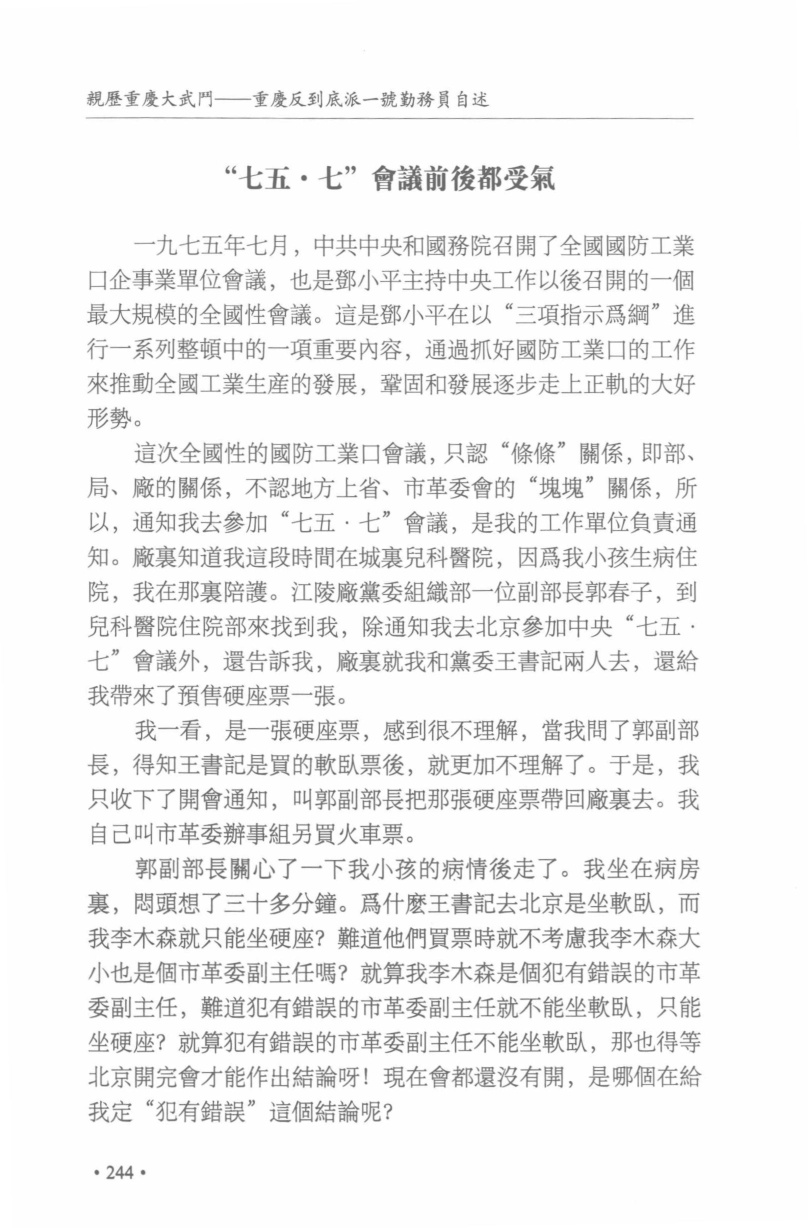 親歷重慶大武鬥——重慶反到底派一號勤務員自述
“七五·七”會議前後都受氣
一九七五年七月，中共中央和國務院召開了全國國防工業
口企事業單位會議，也是鄧小平主持中央工作以後召開的一個
最大規模的全國性會議。這是鄧小平在以“三項指示爲綱”進
行一系列整頓中的一項重要內容，通過抓好國防工業口的工作
來推動全國工業生産的發展，鞏固和發展逐步走上正軌的大好
形勢。
這次全國性的國防工業口會議，只認“條條”關係，即部、
局、廠的關係，不認地方上省、市革委會的“塊塊”關係，所
以，通知我去參加“七五·七”會議，是我的工作單位負責通
知。廠裏知道我這段時間在城裏兒科醫院，因爲我小孩生病住
院，我在那裏陪護。江陵廠黨委組織部一位副部長郭春子，到
兒科醫院住院部來找到我，除通知我去北京參加中央“七五·
七”會議外，還告訴我，廠裏就我和黨委王書記兩人去，還給
我帶來了預售硬座票一張。
我一看，是一張硬座票，感到很不理解，當我問了郭副部
長，得知王書記是買的軟臥票後，就更加不理解了。于是，我
只收下了開會通知，叫郭副部長把那張硬座票帶回廠裏去。我
自己叫市革委辦事組另買火車票。
郭副部長關心了一下我小孩的病情後走了。我坐在病房
裏，悶頭想了三十多分鐘。爲什麽王書記去北京是坐軟臥，而
我李木森就只能坐硬座？難道他們買票時就不考慮我李木森大
小也是個市革委副主任嗎？就算我李木森是個犯有錯誤的市革
委副主任，難道犯有錯誤的市革委副主任就不能坐軟臥，只能
坐硬座？就算犯有錯誤的市革委副主任不能坐軟臥，那也得等
北京開完會才能作出結論呀！現在會都還沒有開，是哪個在給
我定“犯有錯誤”這個結論呢？
·244·